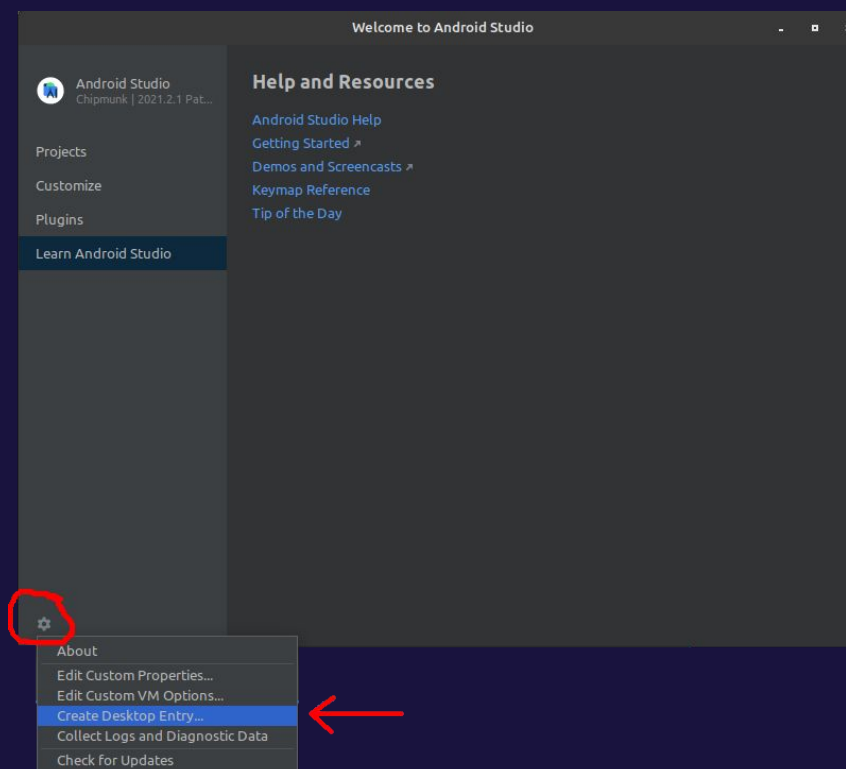 Welcome to Android Studio
Android Studio
Chipmunk | 2021.2.1 Pat...
Projects
Customize
Plugins
Learn Android Studio
Help and Resources
Android Studio Help
Getting Started ↗
Demos and Screencasts ↗
Keymap Reference
Tip of the Day
About
Edit Custom Properties...
Edit Custom VM Options...
Create Desktop Entry...
Collect Logs and Diagnostic Data
Check for Updates